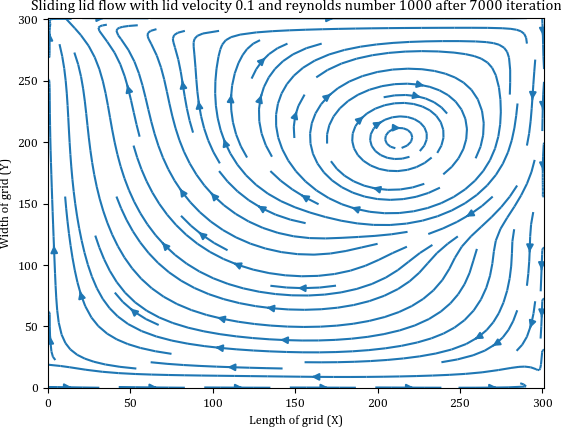 Sliding lid flow with lid velocity 0.1 and reynolds number 1000 after 7000 iteration
300
250
200
150
100
50
0
Width of grid (Y)
0 50 100 150 200 250 300
Length of grid (X)